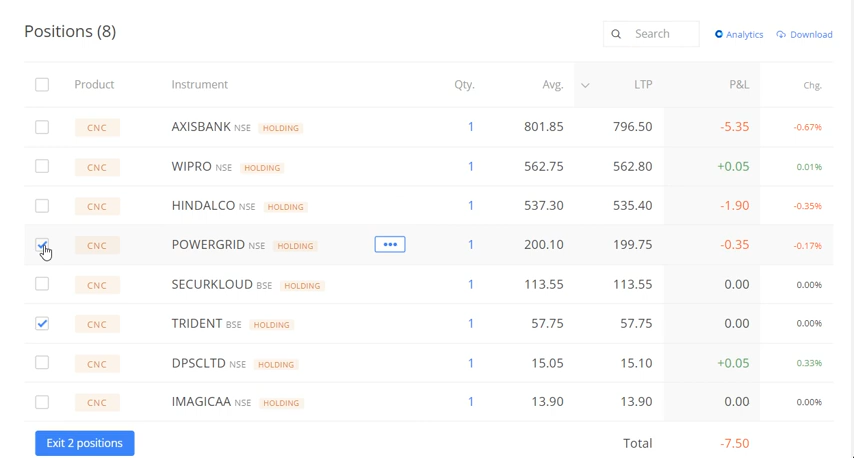 Positions (8) Search Analytics Download
Product Instrument Qty. Avg. LTP P&L Chg.
CNC AXISBANK NSE HOLDING 1 801.85 796.50 -5.35 -0.67%
CNC WIPRO NSE HOLDING 1 562.75 562.80 +0.05 0.01%
CNC HINDALCO NSE HOLDING 1 537.30 535.40 -1.90 -0.35%
CNC POWERGRID NSE HOLDING ••• 1 200.10 199.75 -0.35 -0.17%
CNC SECURKLOUD BSE HOLDING 1 113.55 113.55 0.00 0.00%
CNC TRIDENT BSE HOLDING 1 57.75 57.75 0.00 0.00%
CNC DPSCLTD NSE HOLDING 1 15.05 15.10 +0.05 0.33%
CNC IMAGICAA NSE HOLDING 1 13.90 13.90 0.00 0.00%
Exit 2 positions Total -7.50